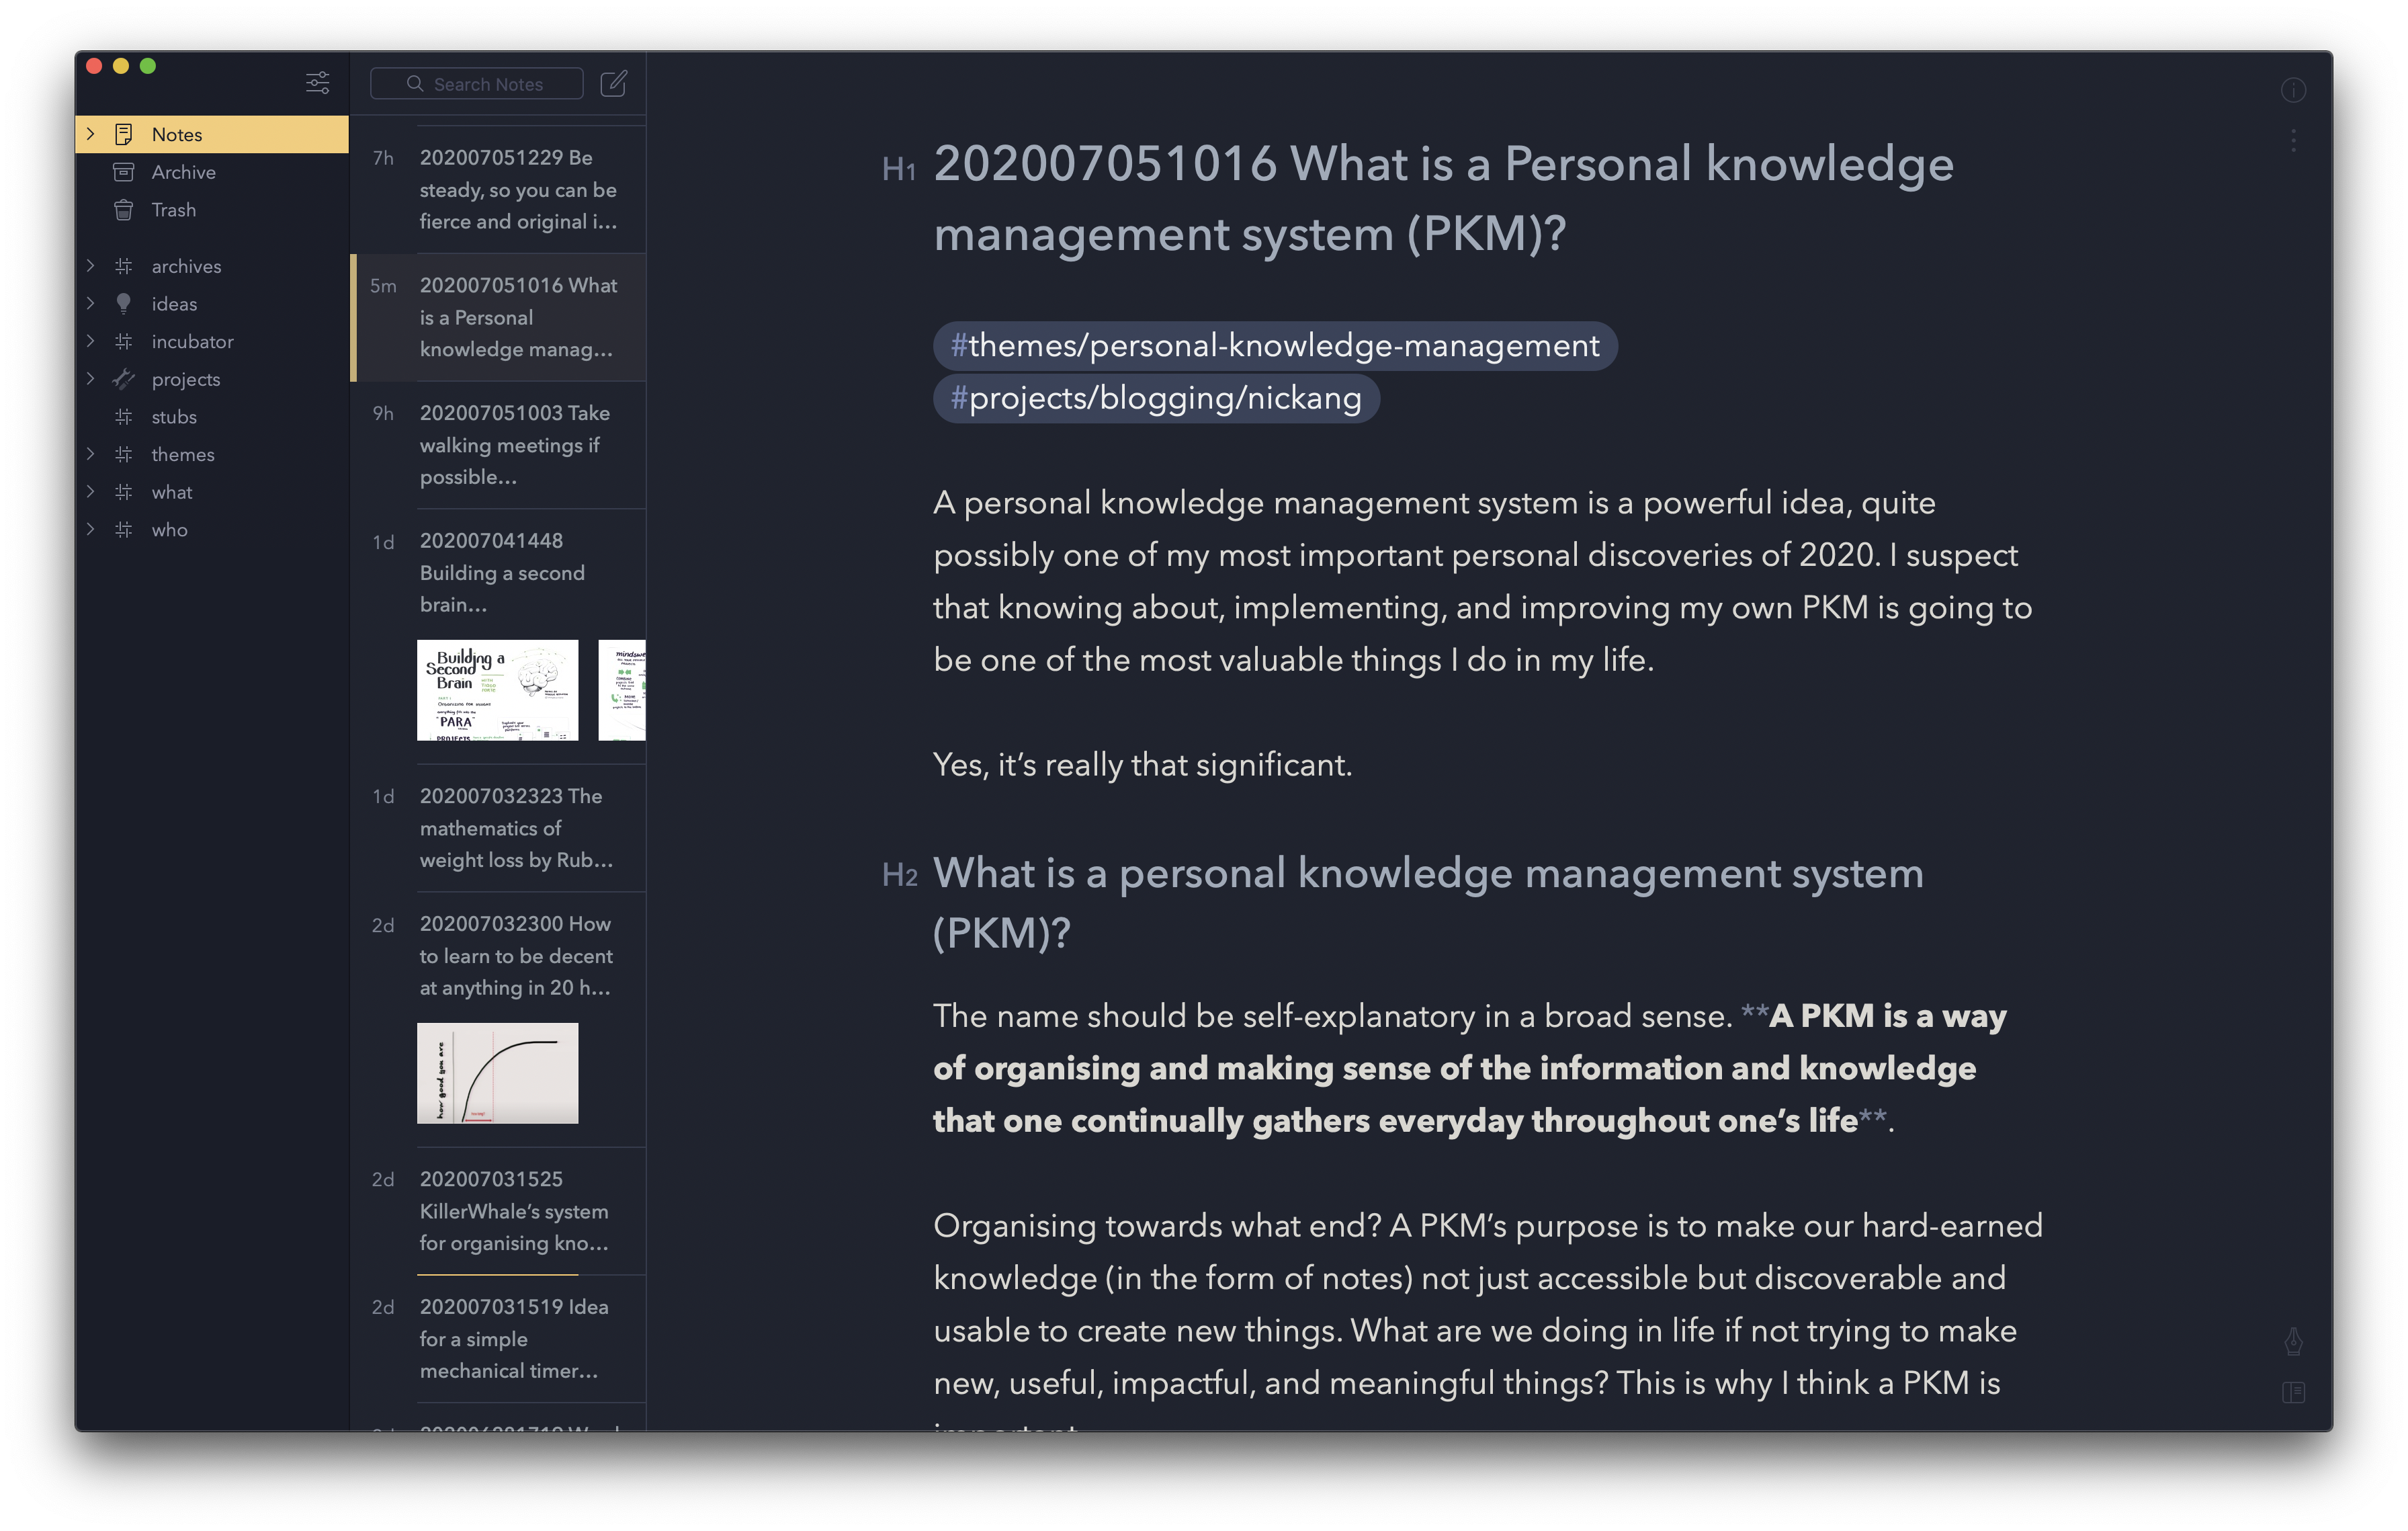 Search Notes
Notes
Archive
Trash
archives
ideas
incubator
projects
stubs
themes
what
who
7h
202007051229 Be
steady, so you can be
fierce and original i...
5m
202007051016 What
is a Personal
knowledge manag...
9h
202007051003 Take
walking meetings if
possible...
1d
202007041448
Building a second
brain...
Building a
Second
Brain
WITH
TIAGO
FORTE
"PARA"
PROJECTS
1d
202007032323 The
mathematics of
weight loss by Rub...
2d
202007032300 How
to learn to be decent
at anything in 20 h...
how good you are
2d
202007031525
KillerWhale’s system
for organising kno...
2d
202007031519 Idea
for a simple
mechanical timer...
H1 202007051016 What is a Personal knowledge
management system (PKM)?
#themes/personal-knowledge-management
#projects/blogging/nickang
A personal knowledge management system is a powerful idea, quite
possibly one of my most important personal discoveries of 2020. I suspect
that knowing about, implementing, and improving my own PKM is going to
be one of the most valuable things I do in my life.
Yes, it’s really that significant.
H2 What is a personal knowledge management system
(PKM)?
The name should be self-explanatory in a broad sense. **A PKM is a way
of organising and making sense of the information and knowledge
that one continually gathers everyday throughout one’s life**.
Organising towards what end? A PKM’s purpose is to make our hard-earned
knowledge (in the form of notes) not just accessible but discoverable and
usable to create new things. What are we doing in life if not trying to make
new, useful, impactful, and meaningful things? This is why I think a PKM is
important